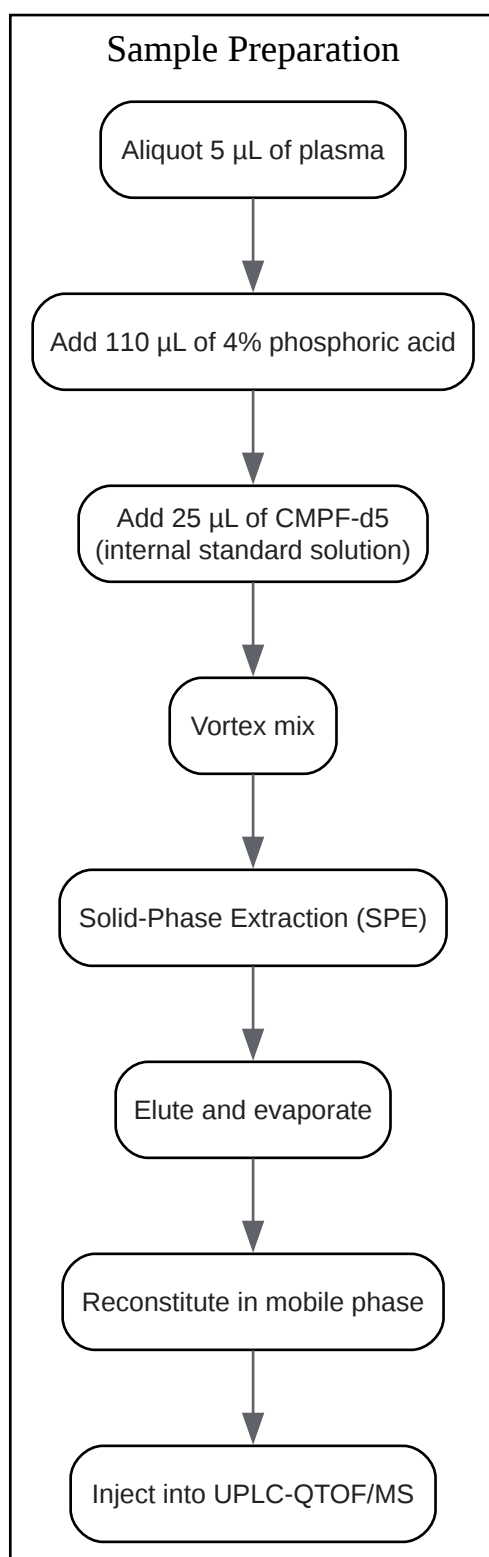 Sample Preparation
Aliquot 5 µL of plasma
Add 110 µL of 4% phosphoric acid
Add 25 µL of CMPF-d5
(internal standard solution)
Vortex mix
Solid-Phase Extraction (SPE)
Elute and evaporate
Reconstitute in mobile phase
Inject into UPLC-QTOF/MS